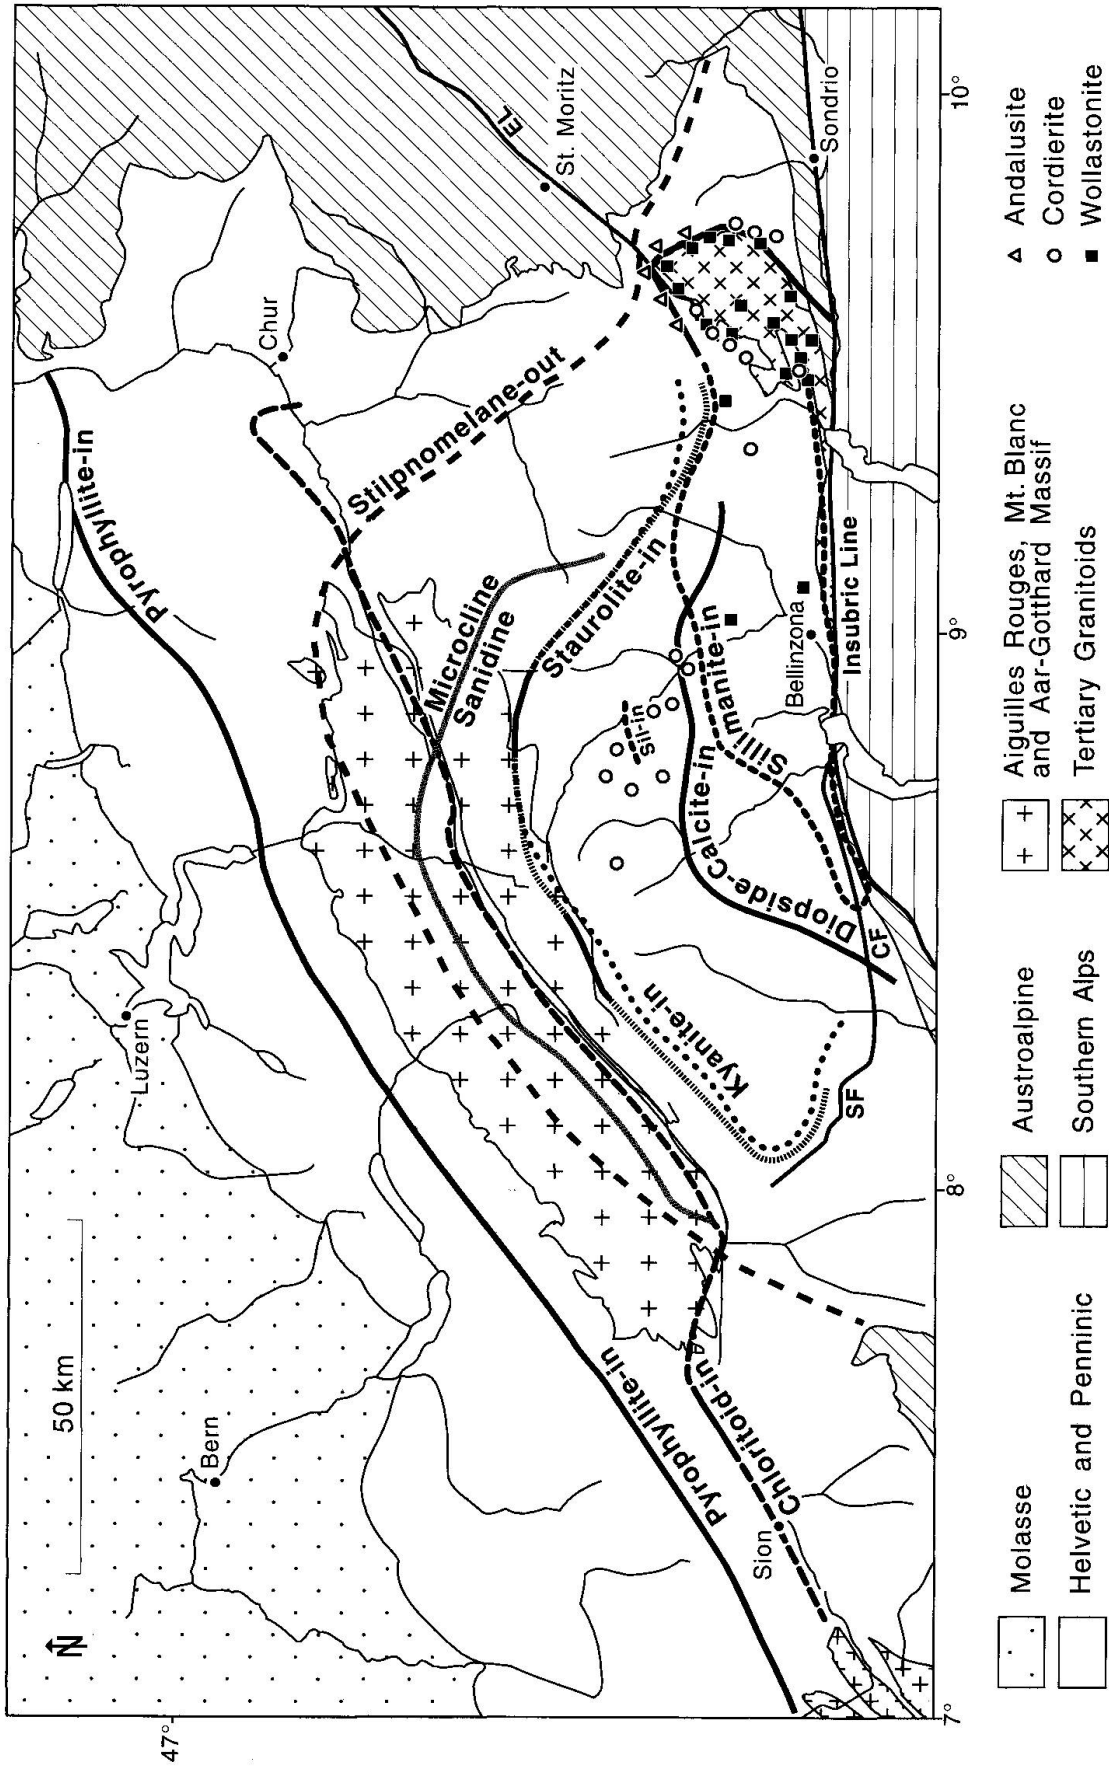 47°
7°
8°
9°
10°
N
50 km
Bern
Luzern
Chur
St. Moritz
Sion
Bellinzona
Sondrio
EL
CF
SF
Pyrophyllite-in
Pyrophyllite-in
Stilpnomelane-out
Microcline
Sanidine
Staurolite-in
Chloritoid-in
Kyanite-in
Diopside-Calcite-in
Sillimanite-in
sil-in
Insubric Line
Molasse
Helvetic and Penninic
Austroalpine
Southern Alps
Aiguilles Rouges, Mt. Blanc
and Aar-Gotthard Massif
Tertiary Granitoids
Andalusite
Cordierite
Wollastonite